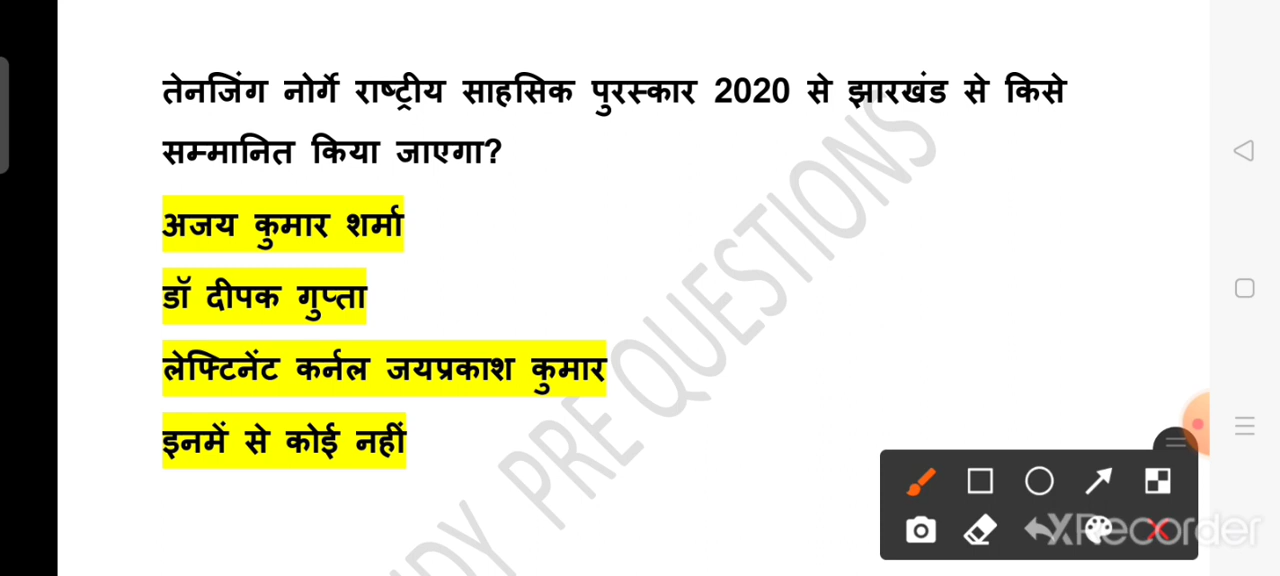 तेनजिंग नोर्गे राष्ट्रीय साहसिक पुरस्कार 2020 से झारखंड से किसे
सम्मानित किया जाएगा?
अजय कुमार शर्मा
डॉ दीपक गुप्ता
लेफ्टिनेंट कर्नल जयप्रकाश कुमार
इनमें से कोई नहीं
PRE QUESTIONS
XRecorder